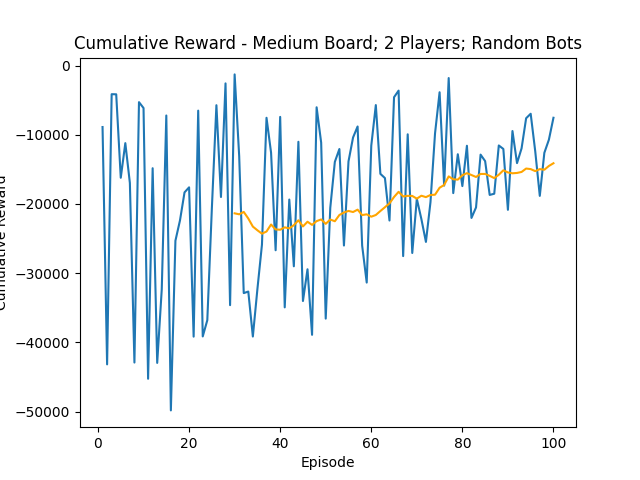 Cumulative Reward - Medium Board; 2 Players; Random Bots
0
−10000
−20000
−30000
−40000
−50000
Cumulative Reward
0 20 40 60 80 100
Episode